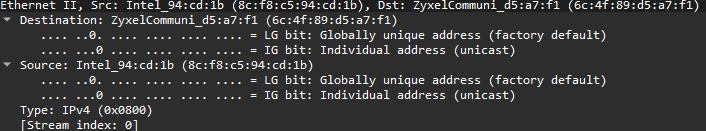 Ethernet II, Src: Intel_94:cd:1b (8c:f8:c5:94:cd:1b), Dst: ZyxelCommuni_d5:a7:f1 (6c:4f:89:d5:a7:f1)
Destination: ZyxelCommuni_d5:a7:f1 (6c:4f:89:d5:a7:f1)
.... ..0. .... .... .... .... = LG bit: Globally unique address (factory default)
.... ...0 .... .... .... .... = IG bit: Individual address (unicast)
Source: Intel_94:cd:1b (8c:f8:c5:94:cd:1b)
.... ..0. .... .... .... .... = LG bit: Globally unique address (factory default)
.... ...0 .... .... .... .... = IG bit: Individual address (unicast)
Type: IPv4 (0x0800)
[Stream index: 0]